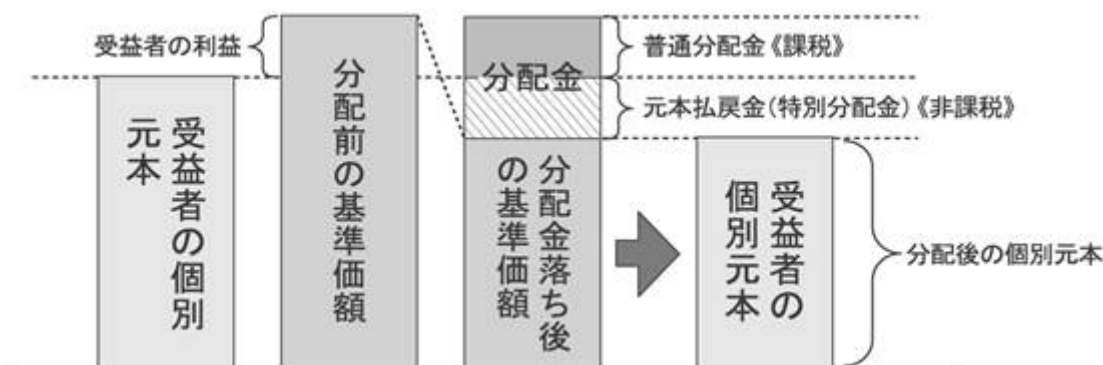 受益者の利益
受益者の個別
元本
分配前の基準価額
分配金
分配金落ち後
の基準価額
普通分配金《課税》
元本払戻金(特別分配金)《非課税》
受益者の
個別元本
分配後の個別元本